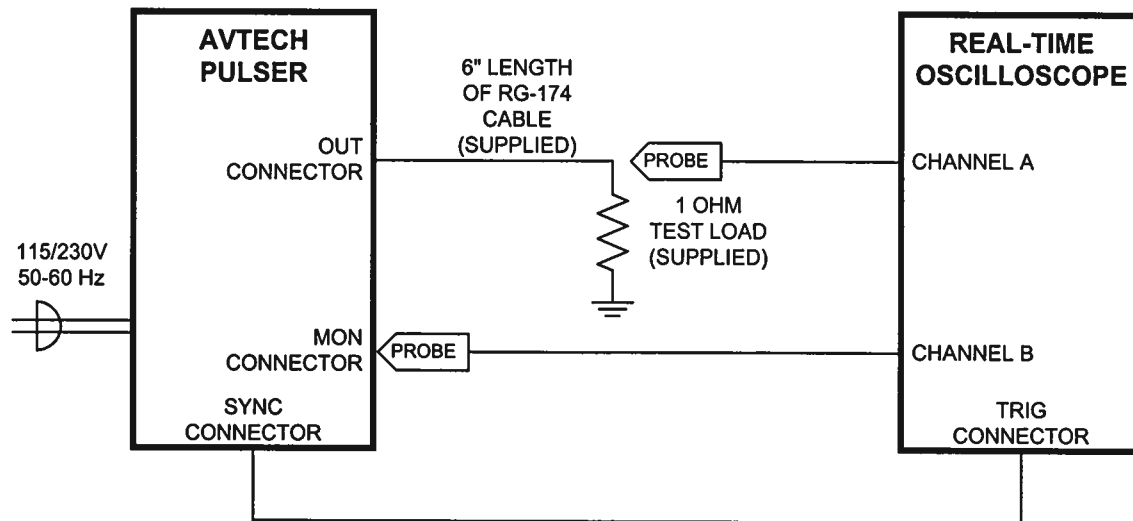 AVTECH
PULSER
REAL-TIME
OSCILLOSCOPE
6" LENGTH
OF RG-174
CABLE
(SUPPLIED)
OUT
CONNECTOR
PROBE
CHANNEL A
1 OHM
TEST LOAD
(SUPPLIED)
115/230V
50-60 Hz
MON
CONNECTOR
PROBE
CHANNEL B
SYNC
CONNECTOR
TRIG
CONNECTOR